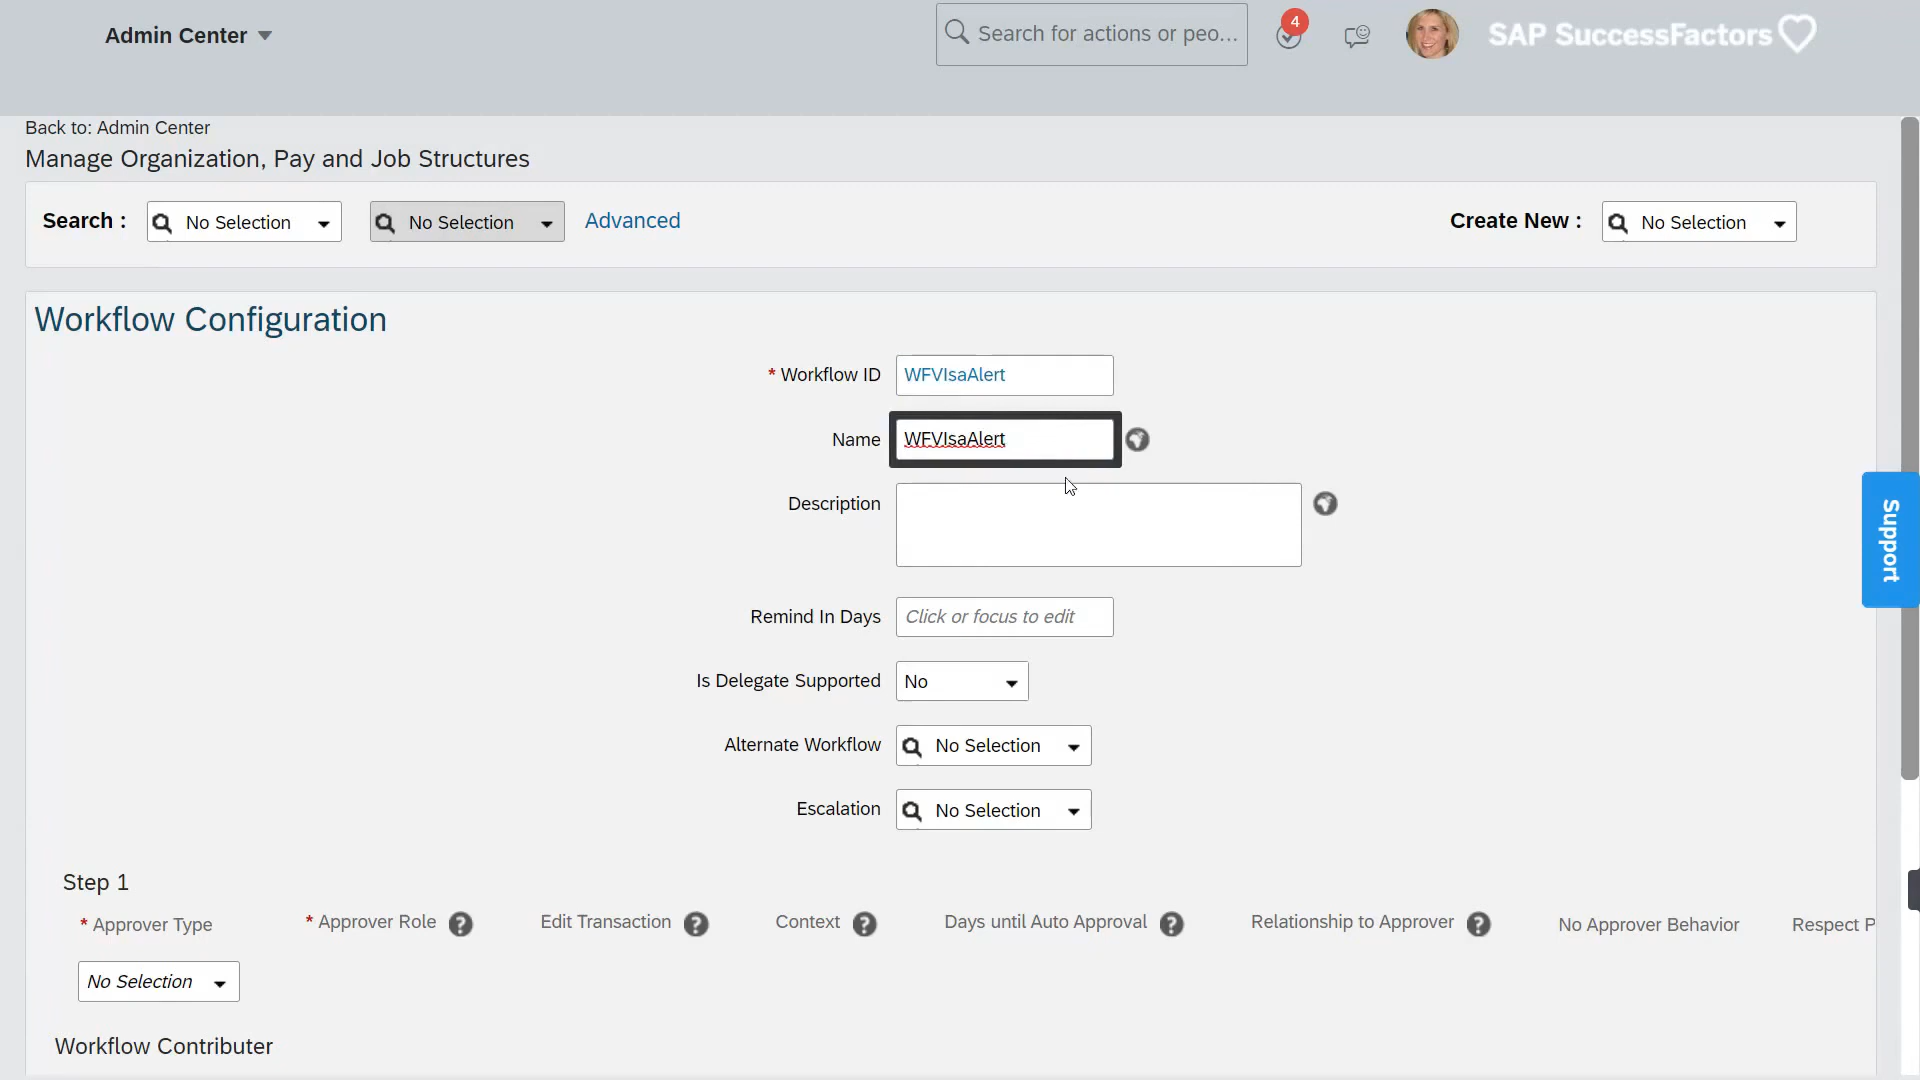 Admin Center
Search for actions or peo...
4
SAP SuccessFactors
Back to: Admin Center
Manage Organization, Pay and Job Structures
Search : No Selection No Selection Advanced Create New : No Selection
Workflow Configuration
* Workflow ID WFVIsaAlert
Name WFVIsaAlert
Description
Remind In Days Click or focus to edit
Is Delegate Supported No
Alternate Workflow No Selection
Escalation No Selection
Support
Step 1
* Approver Type * Approver Role ? Edit Transaction ? Context ? Days until Auto Approval ? Relationship to Approver ? No Approver Behavior Respect P
No Selection
Workflow Contributer